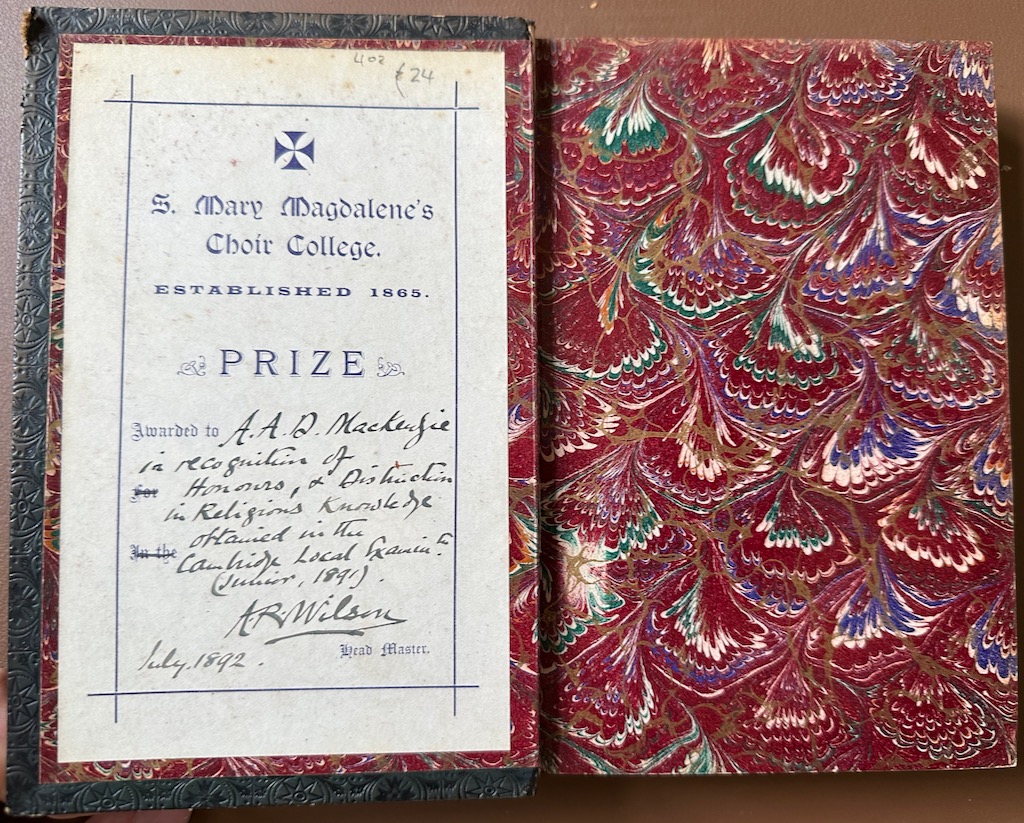 402
£24
S. Mary Magdalene's
Choir College.
ESTABLISHED 1865.
PRIZE
Awarded to A. A. D. Mackenzie
in recognition of
for Honours, & Distinction
in Religious Knowledge
obtained in the
In the Cambridge Local Examin.
(Junior, 1891).
A.R. Wilson
Head Master.
July. 1892.